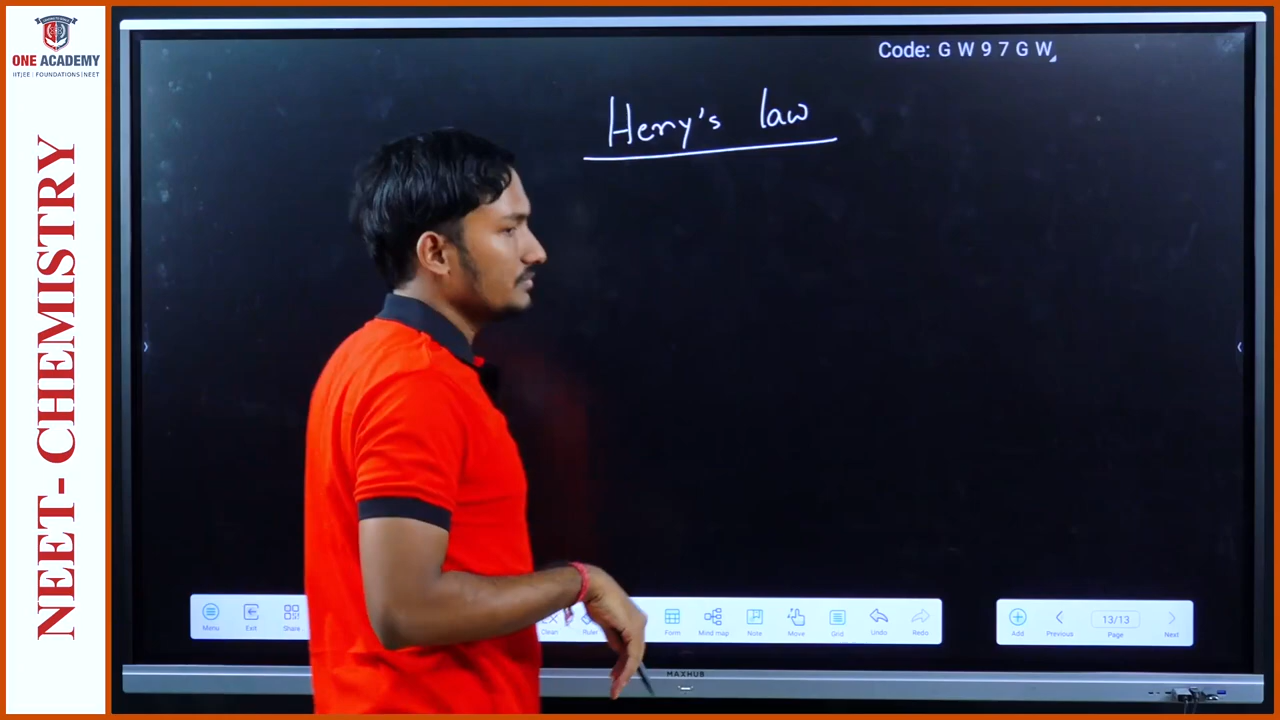 ONE ACADEMY
IIT|EE | FOUNDATIONS | NEET
NEET- CHEMISTRY
Code: G W 9 7 G W
Henry's law
Menu
Exit
Share
Clean
Ruler
Form
Mind map
Note
Move
Grid
Undo
Redo
Add
Previous
13/13
Page
Next
MAXHUB